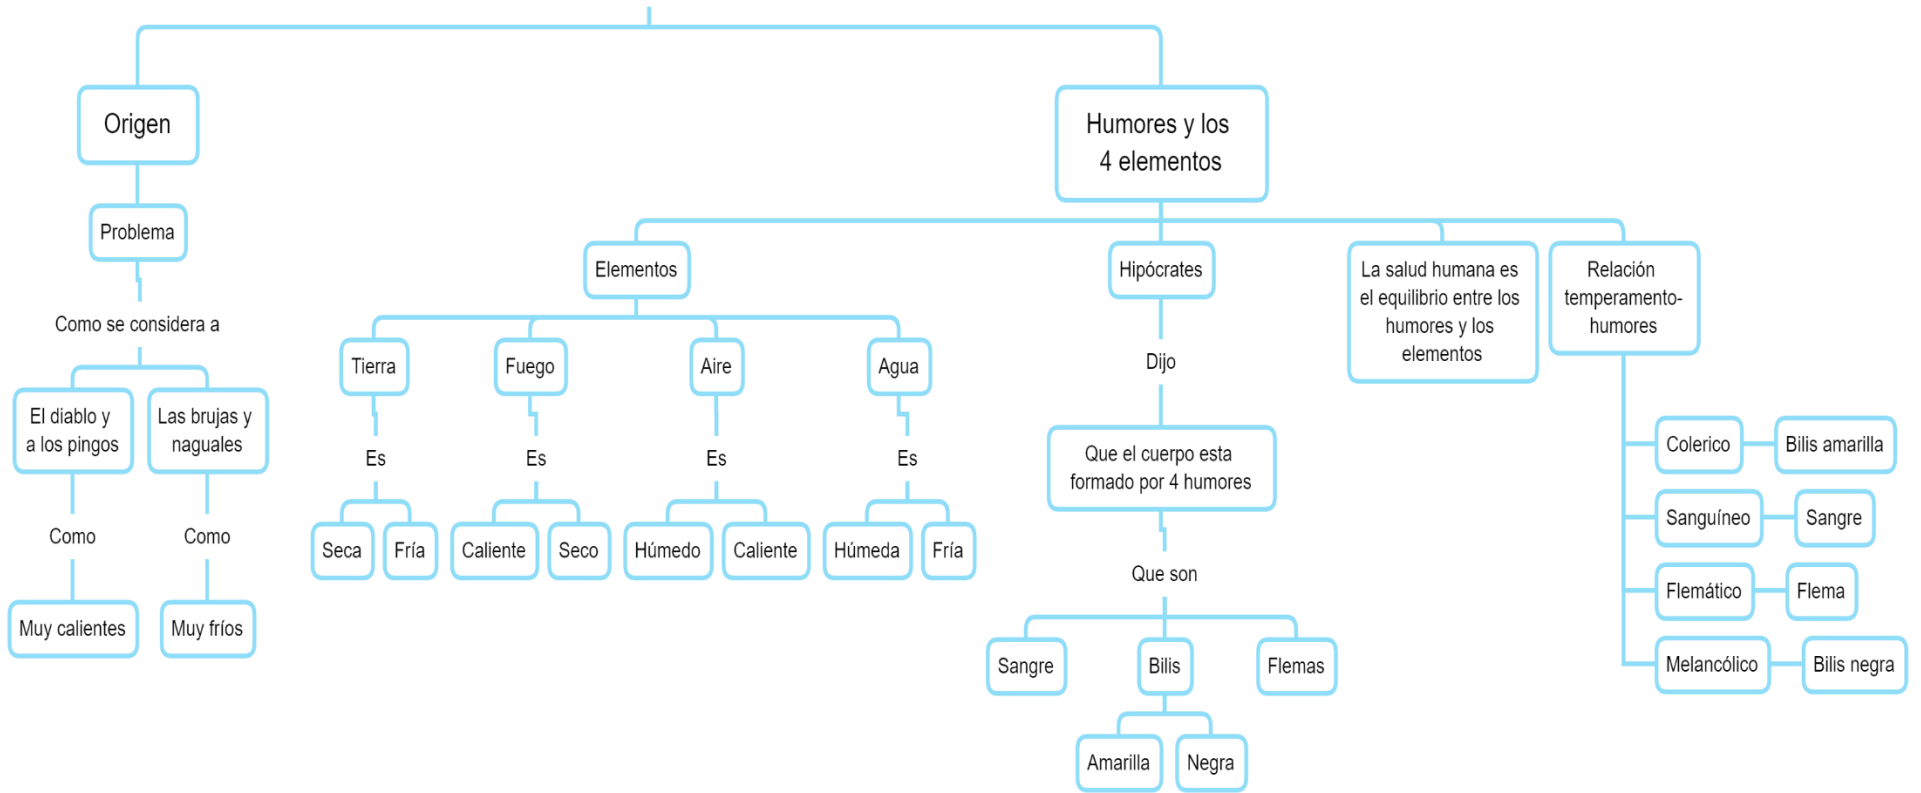 Origen
Problema
Como se considera a
El diablo y
a los pingos
Como
Muy calientes
Las brujas y
naguales
Como
Muy fríos
Humores y los
4 elementos
Elementos
Tierra
Es
Seca
Fría
Fuego
Es
Caliente
Seco
Aire
Es
Húmedo
Caliente
Agua
Es
Húmeda
Fría
Hipócrates
Dijo
Que el cuerpo esta
formado por 4 humores
Que son
Sangre
Bilis
Amarilla
Negra
Flemas
La salud humana es
el equilibrio entre los
humores y los
elementos
Relación
temperamento-
humores
Colerico
Bilis amarilla
Sanguíneo
Sangre
Flemático
Flema
Melancólico
Bilis negra